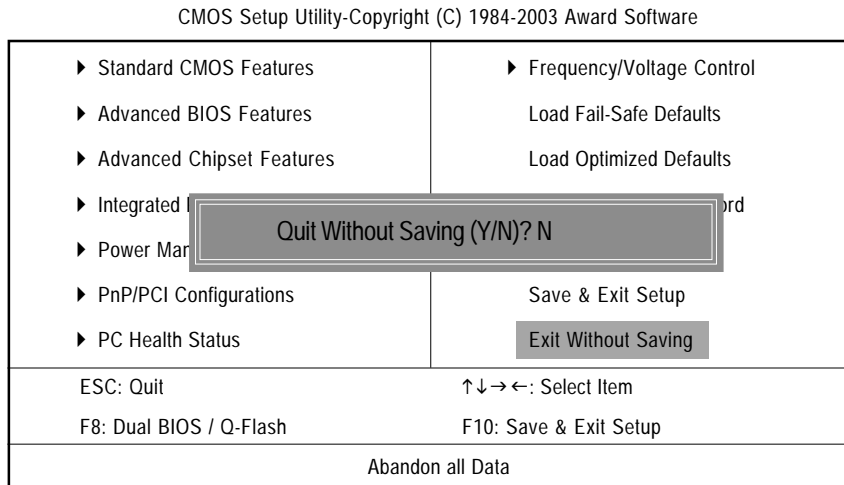 CMOS Setup Utility-Copyright (C) 1984-2003 Award Software
Standard CMOS Features
Advanced BIOS Features
Advanced Chipset Features
Integrated
Power
PnP/PCI Configurations
PC Health Status
Frequency/Voltage Control
Load Fail-Safe Defaults
Load Optimized Defaults
Save & Exit Setup
Exit Without Saving
Quit Without Saving (Y/N)? N
ESC: Quit
↑↓→←: Select Item
F8: Dual BIOS / Q-Flash
F10: Save & Exit Setup
Abandon all Data